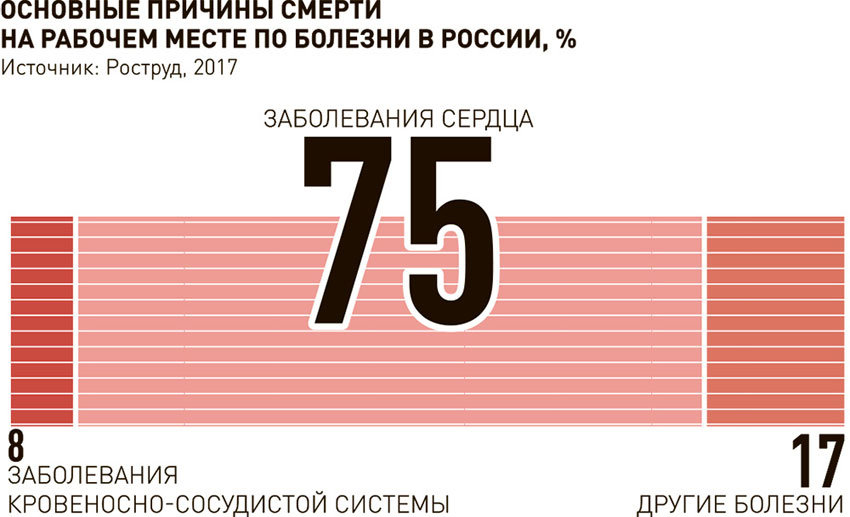 ОСНОВНЫЕ ПРИЧИНЫ СМЕРТИ
НА РАБОЧЕМ МЕСТЕ ПО БОЛЕЗНИ В РОССИИ, %
Источник: Роструд, 2017
ЗАБОЛЕВАНИЯ СЕРДЦА
75
8
ЗАБОЛЕВАНИЯ
КРОВЕНОСНО-СОСУДИСТОЙ СИСТЕМЫ
17
ДРУГИЕ БОЛЕЗНИ